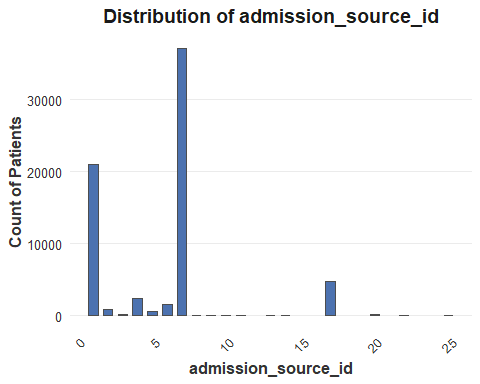 Distribution of admission_source_id
Count of Patients
30000
20000
10000
0
0 5 10 15 20 25
admission_source_id